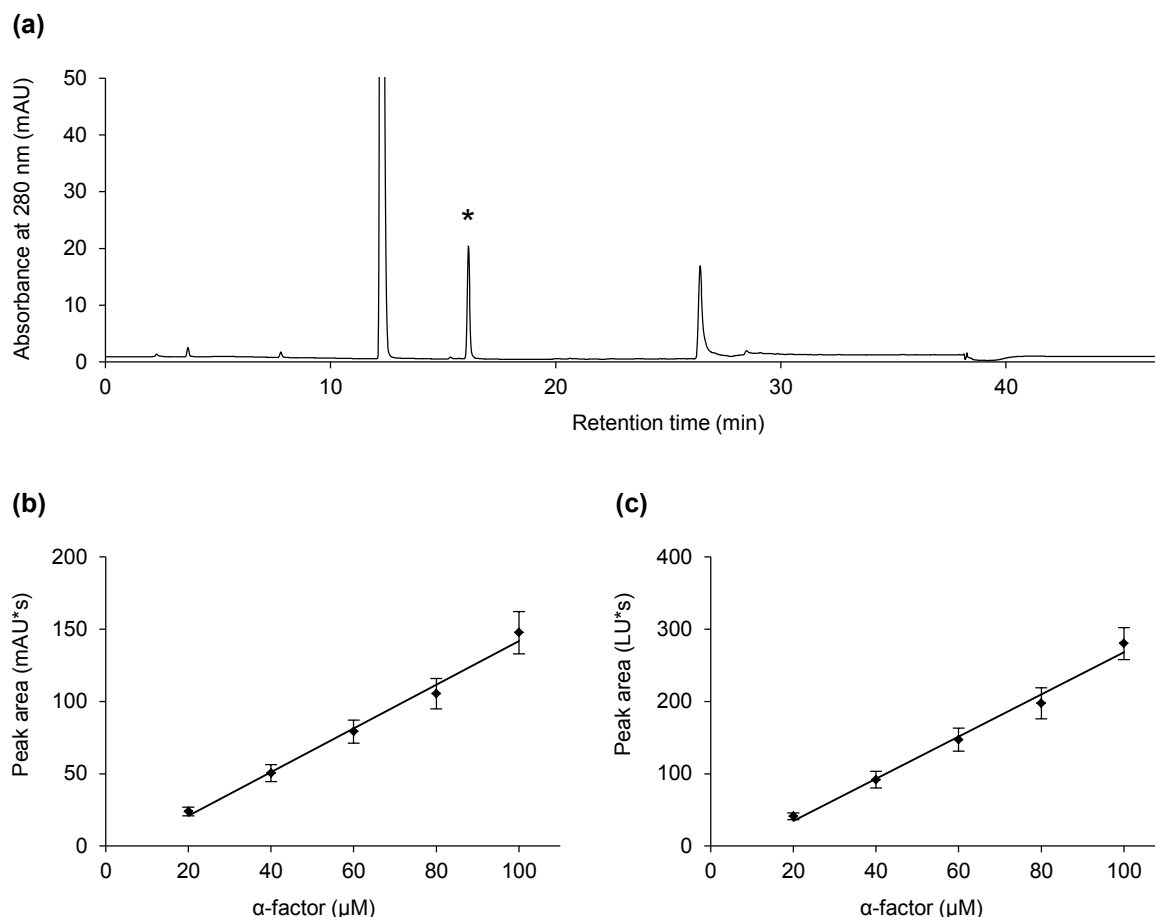 (a)
Absorbance at 280 nm (mAU)
50
40
30
20
10
0
*
0 10 20 30 40
Retention time (min)
(b)
Peak area (mAU*s)
200
150
100
50
0
0 20 40 60 80 100
α-factor (µM)
(c)
Peak area (LU*s)
400
300
200
100
0
0 20 40 60 80 100
α-factor (µM)